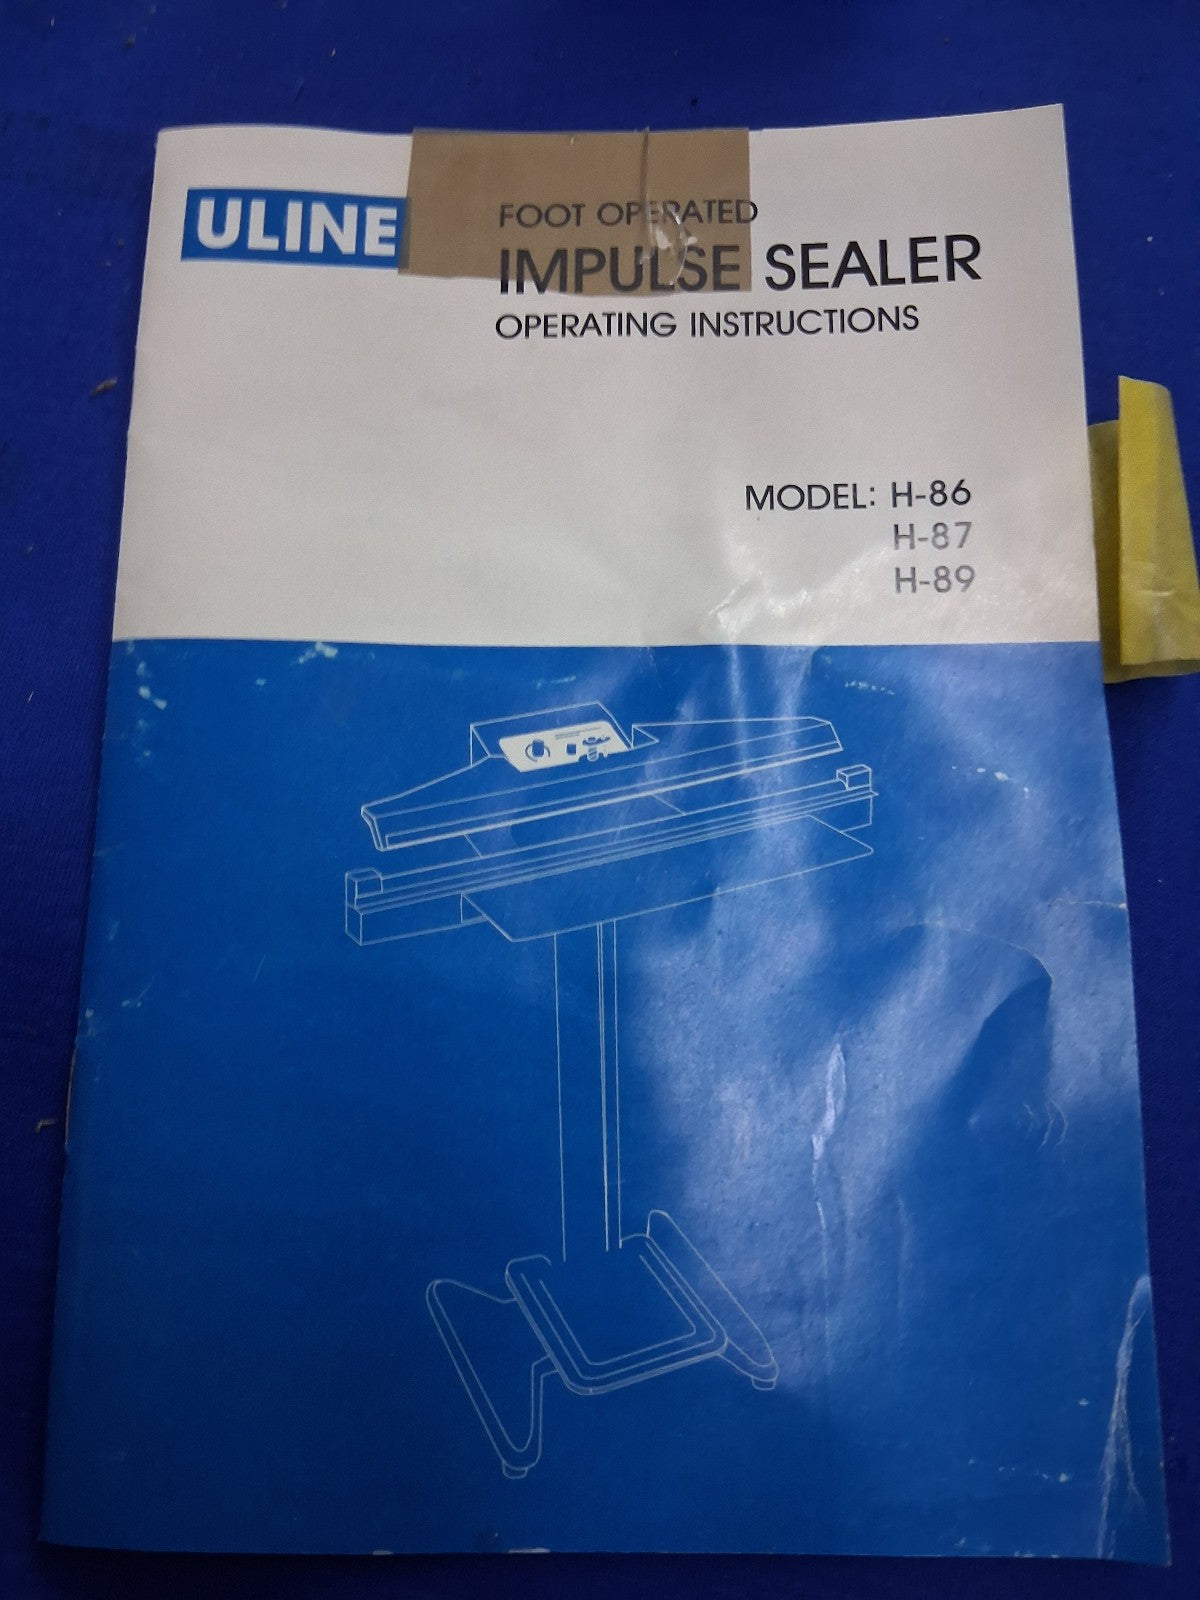 ULINE
FOOT OPERATED
IMPULSE SEALER
OPERATING INSTRUCTIONS
MODEL: H-86
H-87
H-89